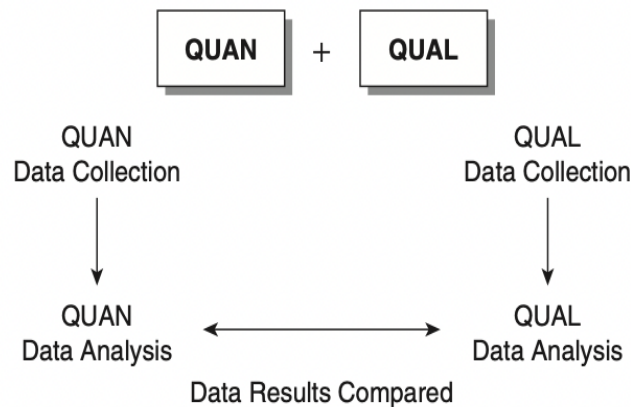 QUAN + QUAL
QUAN
Data Collection
QUAL
Data Collection
QUAN
Data Analysis
QUAL
Data Analysis
Data Results Compared